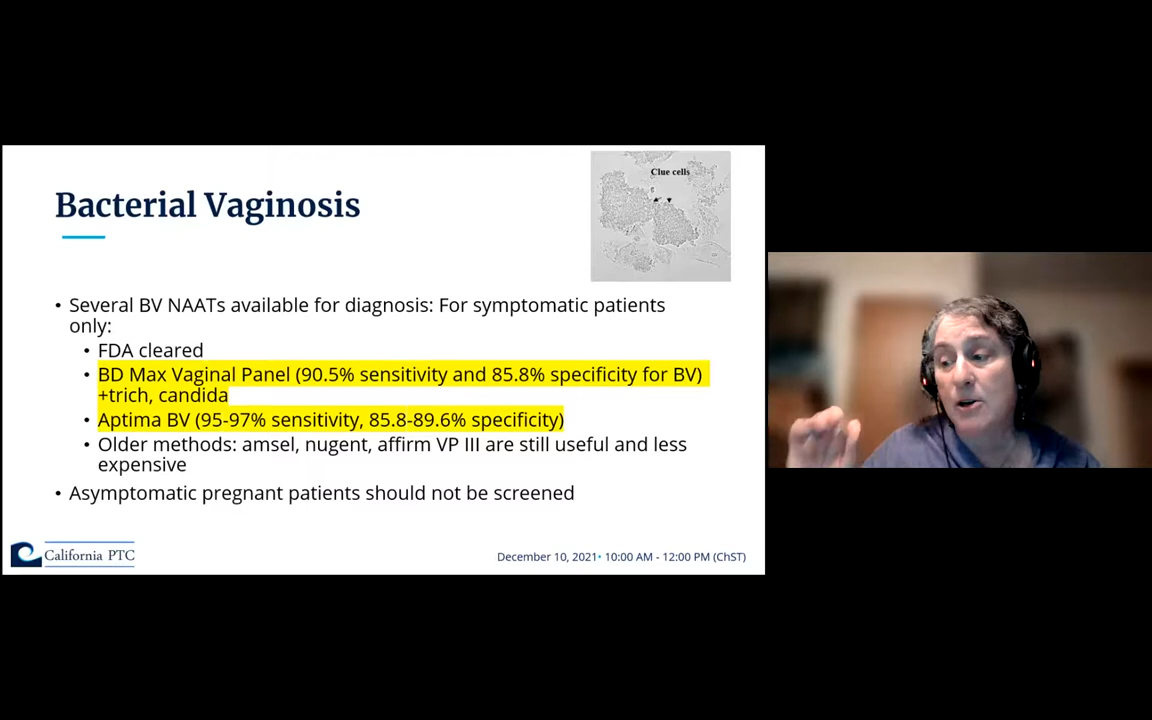 Clue cells
Bacterial Vaginosis
• Several BV NAATs available for diagnosis: For symptomatic patients
only:
• FDA cleared
• BD Max Vaginal Panel (90.5% sensitivity and 85.8% specificity for BV)
+trich, candida
• Aptima BV (95-97% sensitivity, 85.8-89.6% specificity)
• Older methods: amsel, nugent, affirm VP III are still useful and less
expensive
• Asymptomatic pregnant patients should not be screened
California PTC
December 10, 2021• 10:00 AM - 12:00 PM (ChST)